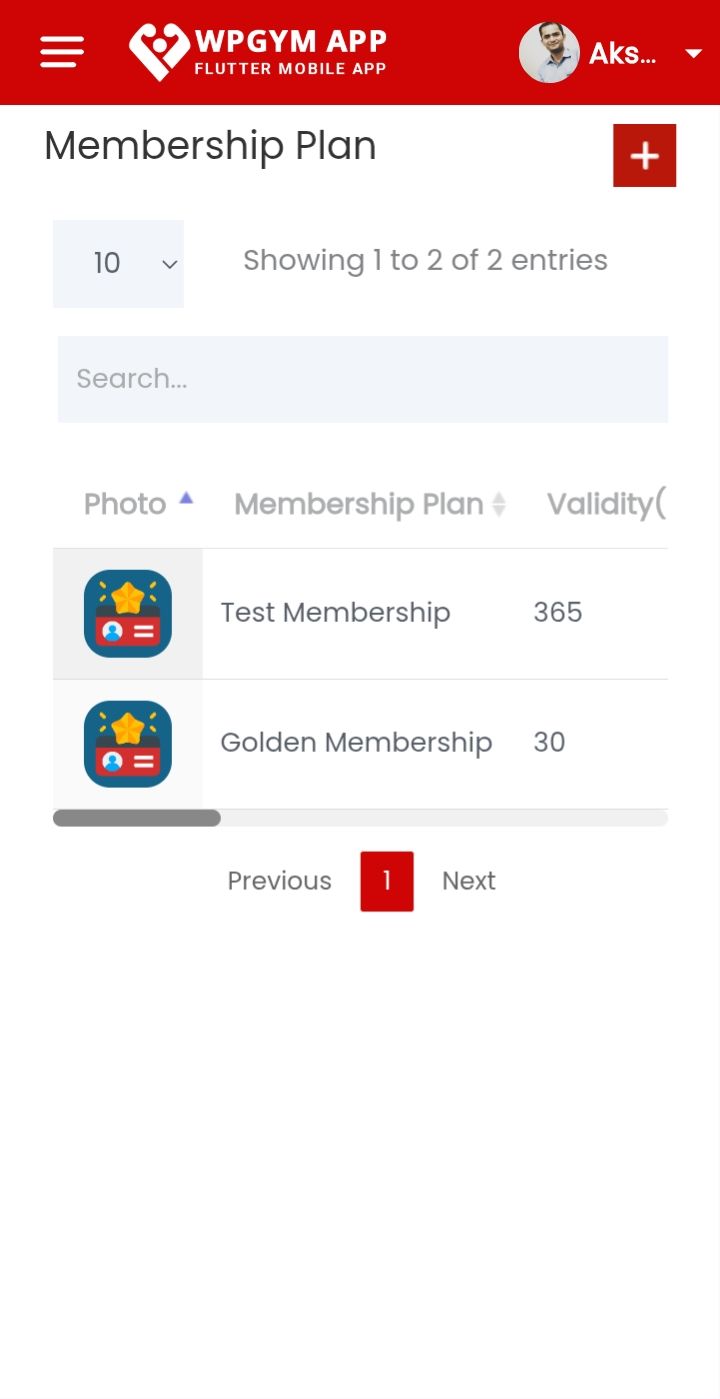 WPGYM APP
FLUTTER MOBILE APP
Aks...
Membership Plan
+
10
Showing 1 to 2 of 2 entries
Search...
Photo Membership Plan Validity(
Test Membership 365
Golden Membership 30
Previous 1 Next